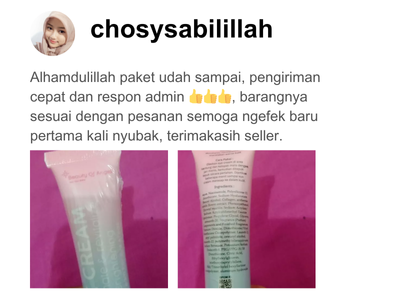 chosysabilillah
Alhamdulillah paket udah sampai, pengiriman
cepat dan respon admin 👍👍👍, barangnya
sesuai dengan pesanan semoga ngefek baru
pertama kali nyubak, terimakasih seller.
CREAM
Ingredients: